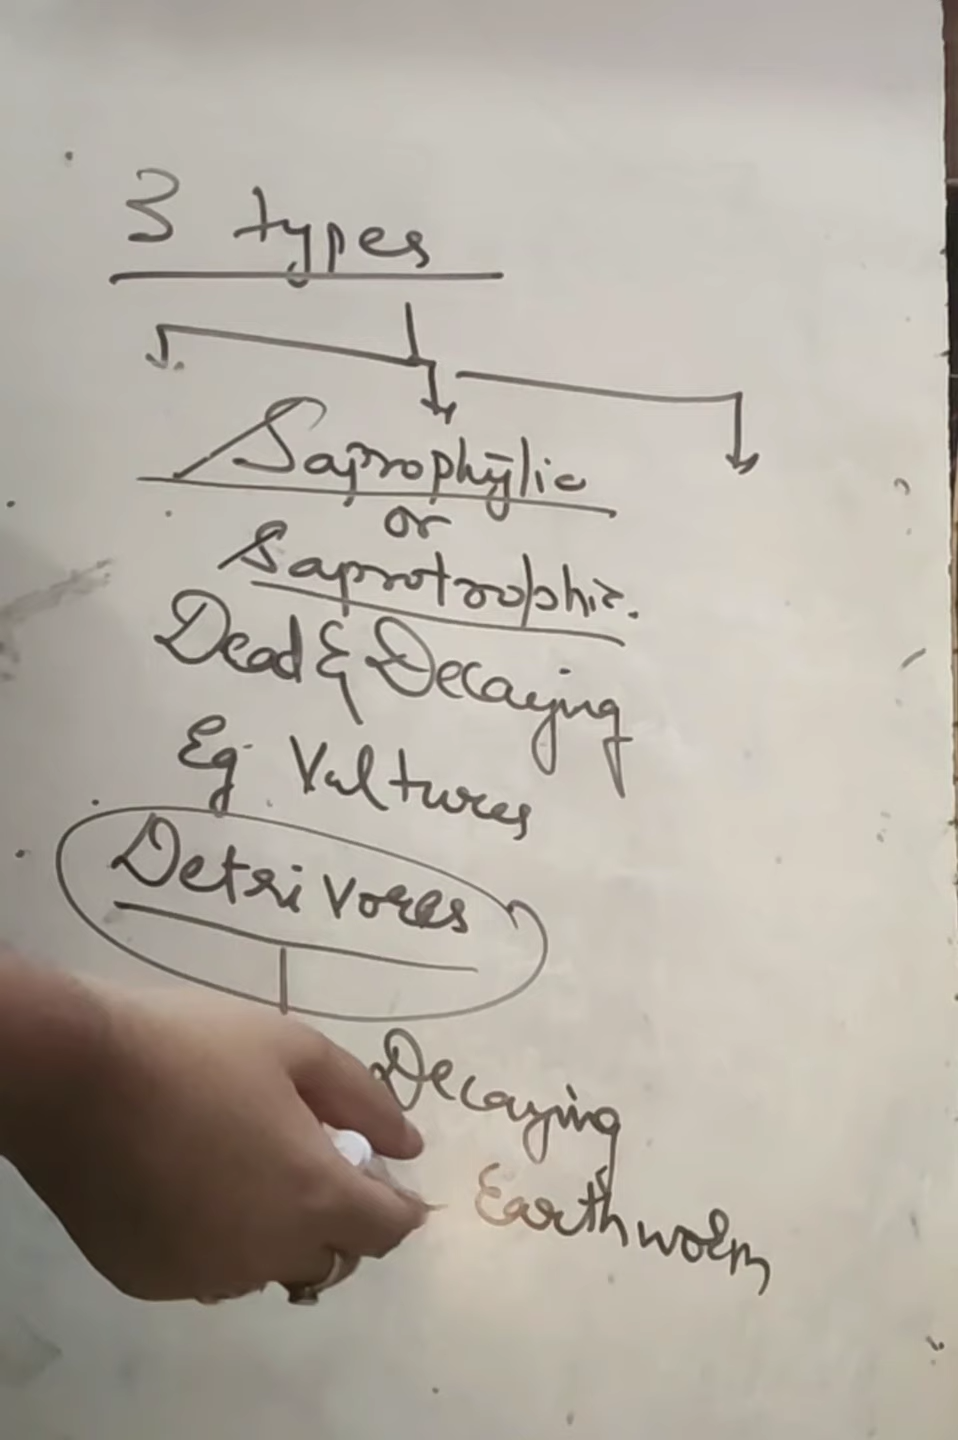 3 types
Saprophylic
or
Saprotrophic.
Dead & Decaying
Eg. Vultures
Detrivores
Decaying
Earthworm